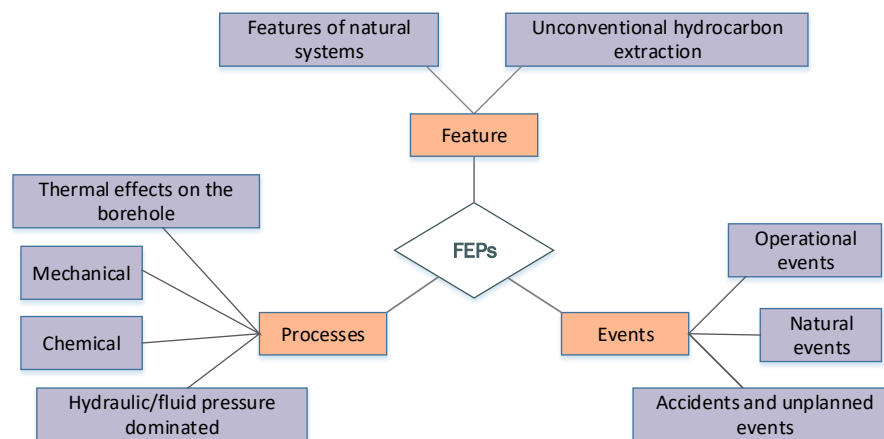 Features of natural
systems
Unconventional hydrocarbon
extraction
Feature
Thermal effects on the
borehole
FEPs
Operational
events
Mechanical
Chemical
Processes
Events
Natural
events
Hydraulic/fluid pressure
dominated
Accidents and unplanned
events